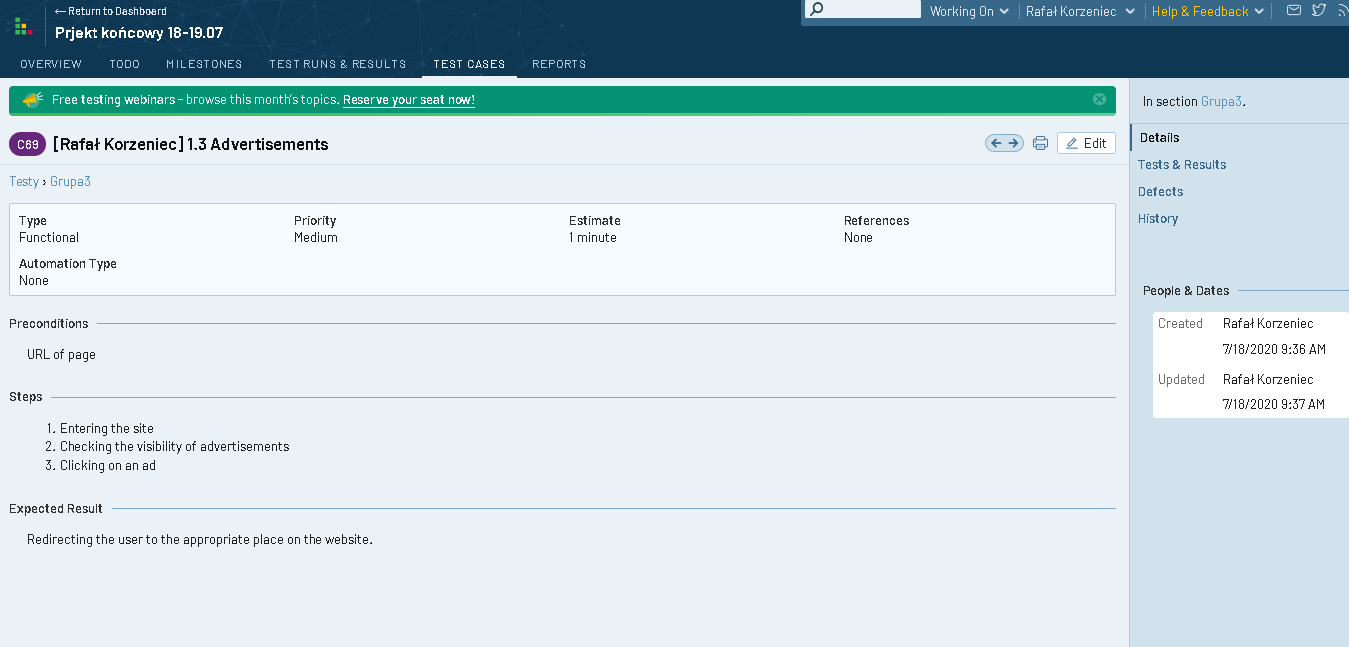 ← Return to Dashboard
Prjekt końcowy 18-19.07
Working On
Rafał Korzeniec
Help & Feedback
OVERVIEW TODO MILESTONES TEST RUNS & RESULTS TEST CASES REPORTS
Free testing webinars - browse this month's topics. Reserve your seat now!
C69 [Rafał Korzeniec] 1.3 Advertisements
Edit
Testy › Grupa3
Type Priority Estimate References
Functional Medium 1 minute None
Automation Type
None
Preconditions
URL of page
Steps
1. Entering the site
2. Checking the visibility of advertisements
3. Clicking on an ad
Expected Result
Redirecting the user to the appropriate place on the website.
In section Grupa3.
Details
Tests & Results
Defects
History
People & Dates
Created Rafał Korzeniec
7/18/2020 9:36 AM
Updated Rafał Korzeniec
7/18/2020 9:37 AM